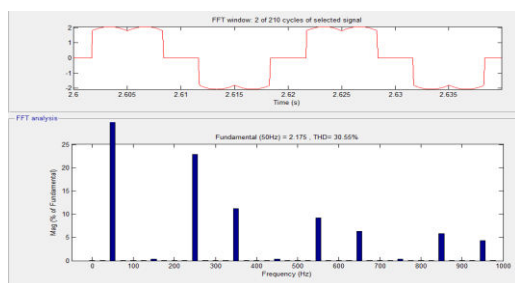 FFT window: 2 of 210 cycles of selected signal
2
1
0
-1
-2
2.6 2.605 2.61 2.615 2.62 2.625 2.63 2.635
Time (s)
FFT analysis
Fundamental (50Hz) = 2.175 , THD= 30.55%
25
20
15
10
5
0
Mag (% of Fundamental)
0 100 200 300 400 500 600 700 800 900 1000
Frequency (Hz)